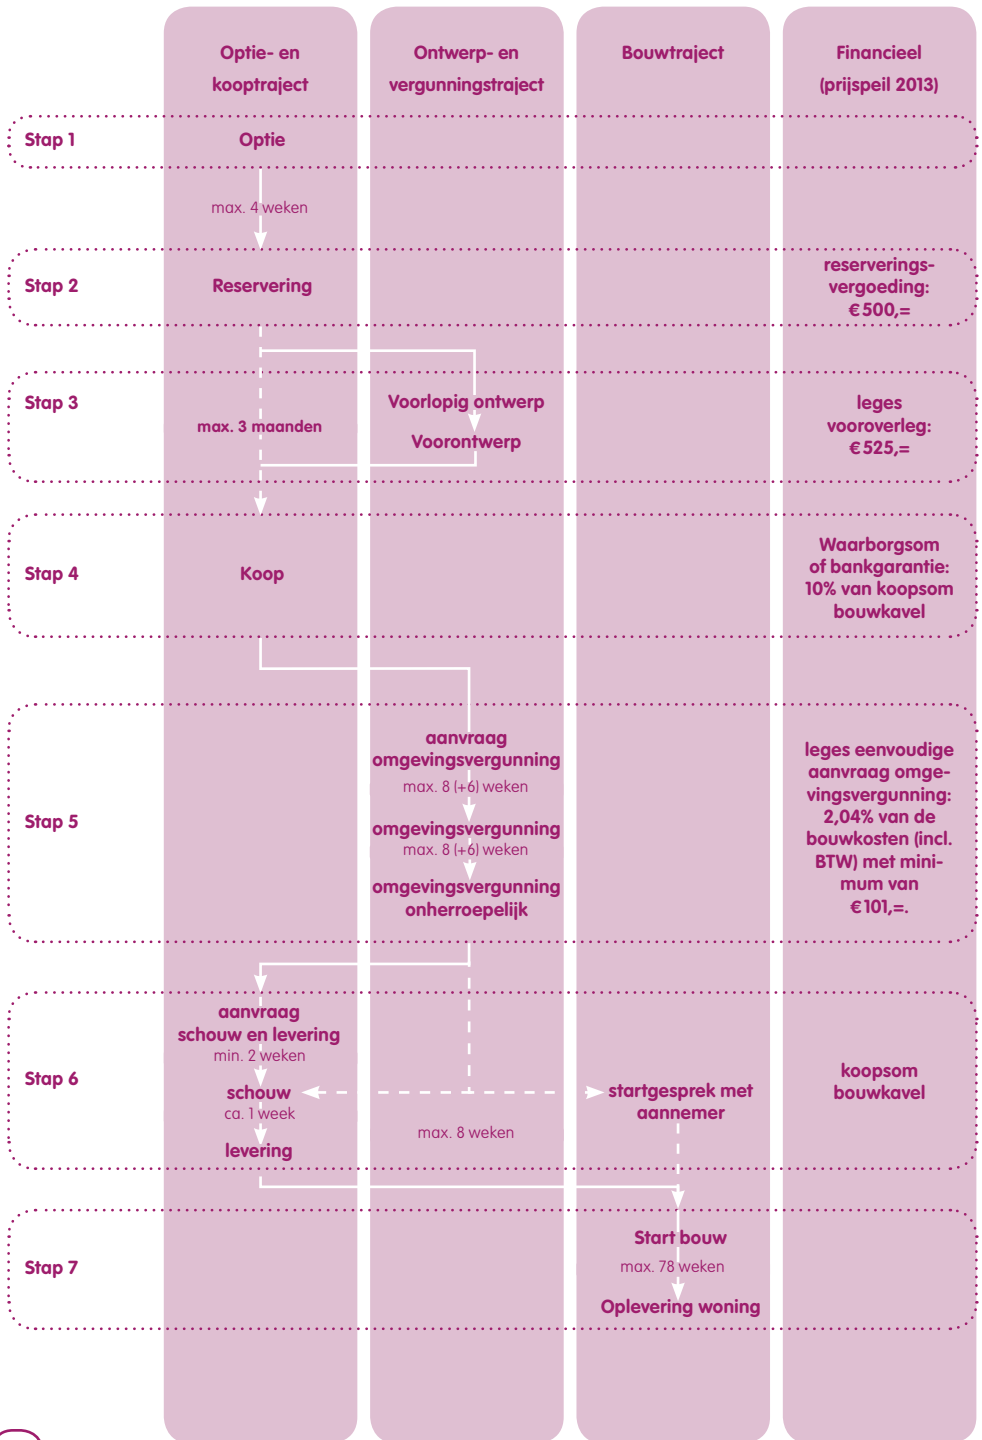 Optie- en
kooptraject
Ontwerp- en
vergunningstraject
Bouwtraject
Financieel
(prijspeil 2013)
Stap 1
Optie
max. 4 weken
Stap 2
Reservering
reserverings-
vergoeding:
€ 500,=
Stap 3
max. 3 maanden
Voorlopig ontwerp
Voorontwerp
leges
vooroverleg:
€ 525,=
Stap 4
Koop
Waarborgsom
of bankgarantie:
10% van koopsom
bouwkavel
Stap 5
aanvraag
omgevingsvergunning
max. 8 (+6) weken
omgevingsvergunning
max. 8 (+6) weken
omgevingsvergunning
onherroepelijk
leges eenvoudige
aanvraag omge-
vingsvergunning:
2,04% van de
bouwkosten (incl.
BTW) met mini-
mum van
€ 101,=.
Stap 6
aanvraag
schouw en levering
min. 2 weken
schouw
ca. 1 week
levering
max. 8 weken
startgesprek met
aannemer
koopsom
bouwkavel
Stap 7
Start bouw
max. 78 weken
Oplevering woning